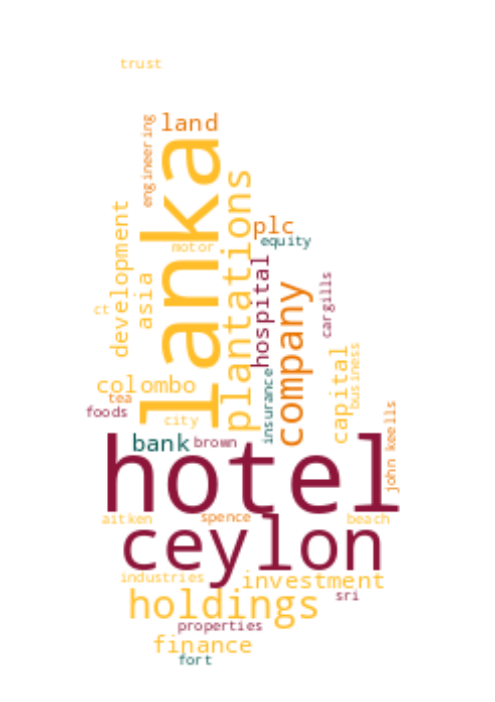 trust
engineering
land
lanka
plantations
development
plc
equity
motor
asia
hospital
cargills
company
ct
colombo
capital
business
insurance
tea
foods
city
john keells
bank
brown
hotel
aitken
spence
beach
ceylon
industries
investment
holdings
sri
properties
finance
fort